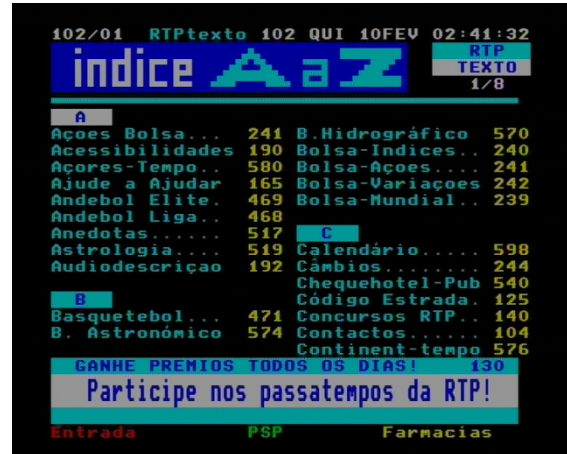 102/01 RTPtexto 102 QUI 10FEV 02:41:32
indice A a Z
RTP
TEXTO
1/8
A
Açoes Bolsa... 241
Acessibilidades 190
Açores-Tempo.. 580
Ajude a Ajudar 165
Andebol Elite. 469
Andebol Liga.. 468
Anedotas...... 517
Astrologia.... 519
Audiodescriçao 192
B
Basquetebol... 471
B. Astronómico 574
B.Hidrográfico 570
Bolsa-Indices.. 240
Bolsa-Açoes.... 241
Bolsa-Variaçoes 242
Bolsa-Mundial.. 239
C
Calendário..... 598
Câmbios........ 244
Chequehotel-Pub 540
Código Estrada. 125
Concursos RTP.. 140
Contactos...... 104
Continent-tempo 576
GANHE PREMIOS TODOS OS DIAS! 130
Participe nos passatempos da RTP!
Entrada PSP Farmacias